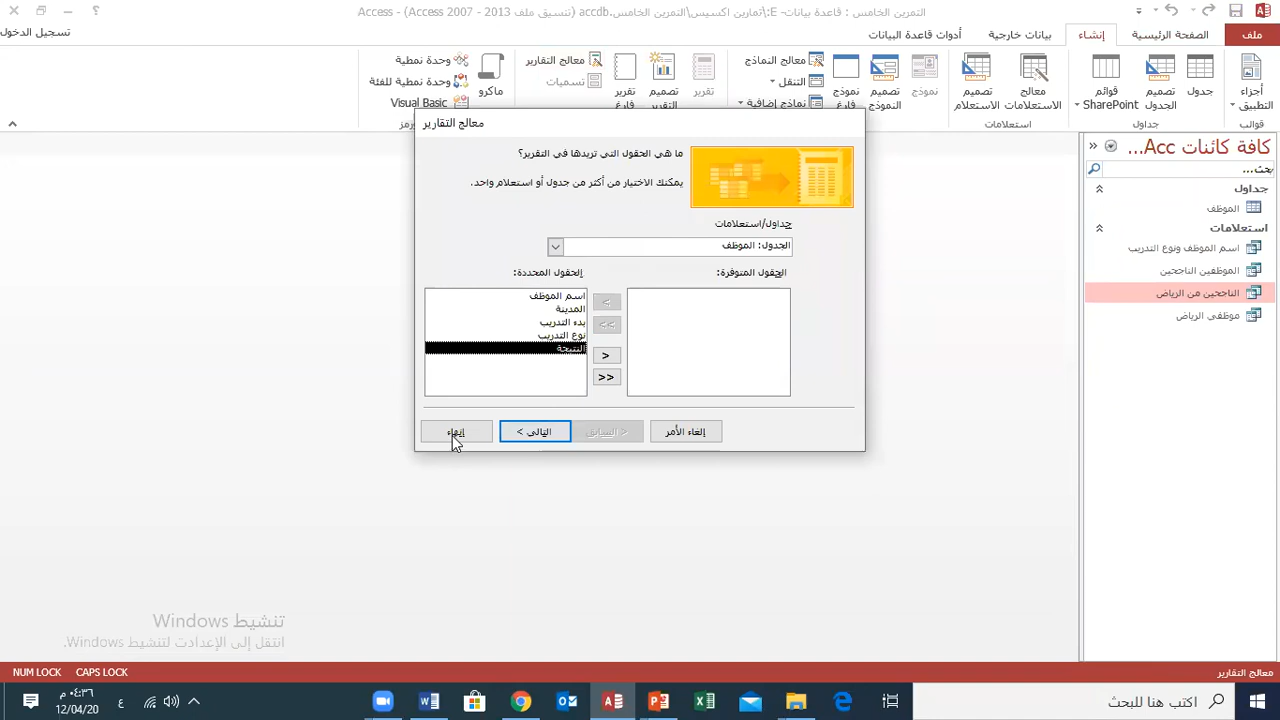 التمرين الخامس : قاعدة بيانات- E:\تمارين اكسيس\التمرين الخامس.accdb (تنسيق ملف Access 2007 - 2013) - Access
تسجيل الدخول
ملف
الصفحة الرئيسية
إنشاء
بيانات خارجية
أدوات قاعدة البيانات
أجزاء التطبيق
جدول
تصميم الجدول
قوائم SharePoint
معالج الاستعلامات
تصميم الاستعلام
نموذج
تصميم النموذج
نموذج فارغ
معالج النماذج
التنقل
نماذج إضافية
تقرير
تصميم التقرير
تقرير فارغ
معالج التقارير
تسميات
ماكرو
وحدة نمطية
وحدة نمطية للفئة
Visual Basic
قوالب
جداول
استعلامات
كافة كائنات Acc...
بحث...
جداول
الموظف
استعلامات
اسم الموظف ونوع التدريب
الموظفين الناجحين
الناجحين من الرياض
موظفى الرياض
معالج التقارير
ما هي الحقول التي تريدها في التقرير؟
يمكنك الاختيار من أكثر من جدول أو استعلام واحد.
جداول/استعلامات
الجدول: الموظف
الحقول المتوفرة:
الحقول المحددة:
اسم الموظف
المدينة
بدء التدريب
نوع التدريب
النتيجة
<
<<
>
>>
إلغاء الأمر
< السابق
التالي >
إنهاء
تنشيط Windows
انتقل إلى الإعدادت لتنشيط Windows.
معالج التقارير
NUM LOCK
CAPS LOCK
اكتب هنا للبحث
ع
٠٤:٣٦ م
12/04/20